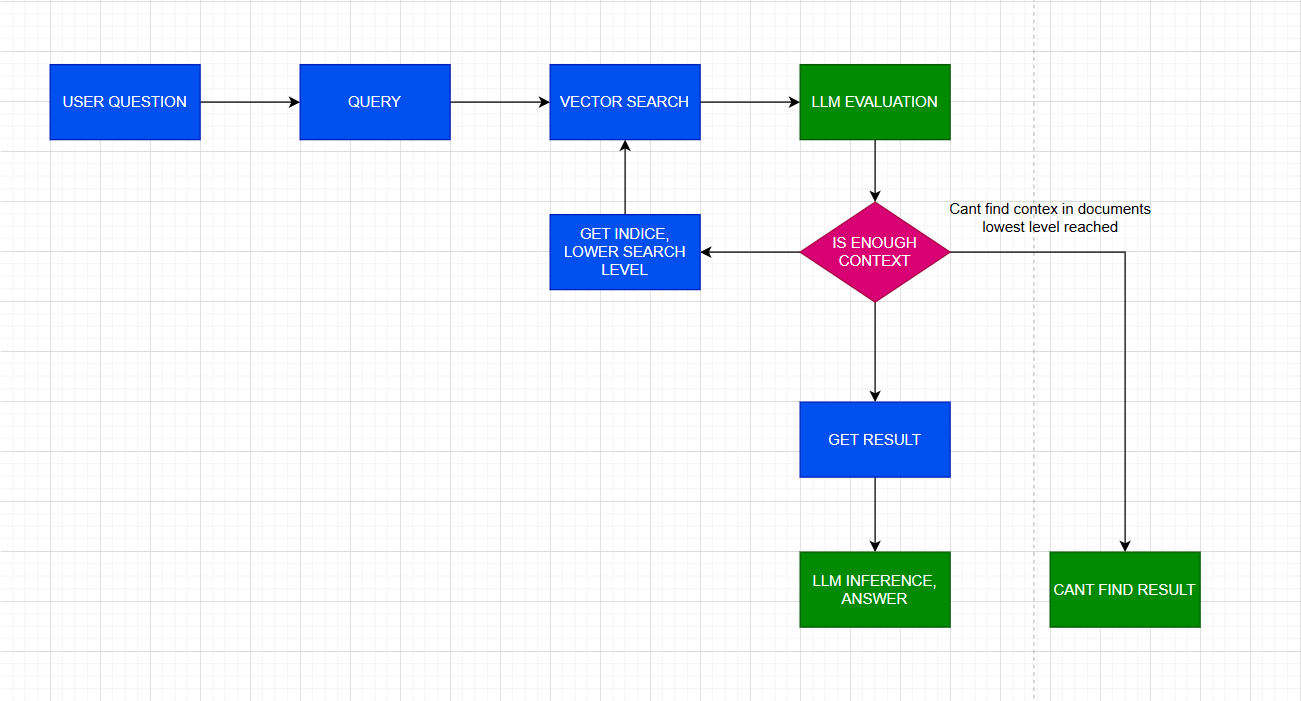 USER QUESTION
QUERY
VECTOR SEARCH
LLM EVALUATION
Cant find contex in documents
lowest level reached
GET INDICE,
LOWER SEARCH
LEVEL
IS ENOUGH
CONTEXT
GET RESULT
LLM INFERENCE,
ANSWER
CANT FIND RESULT